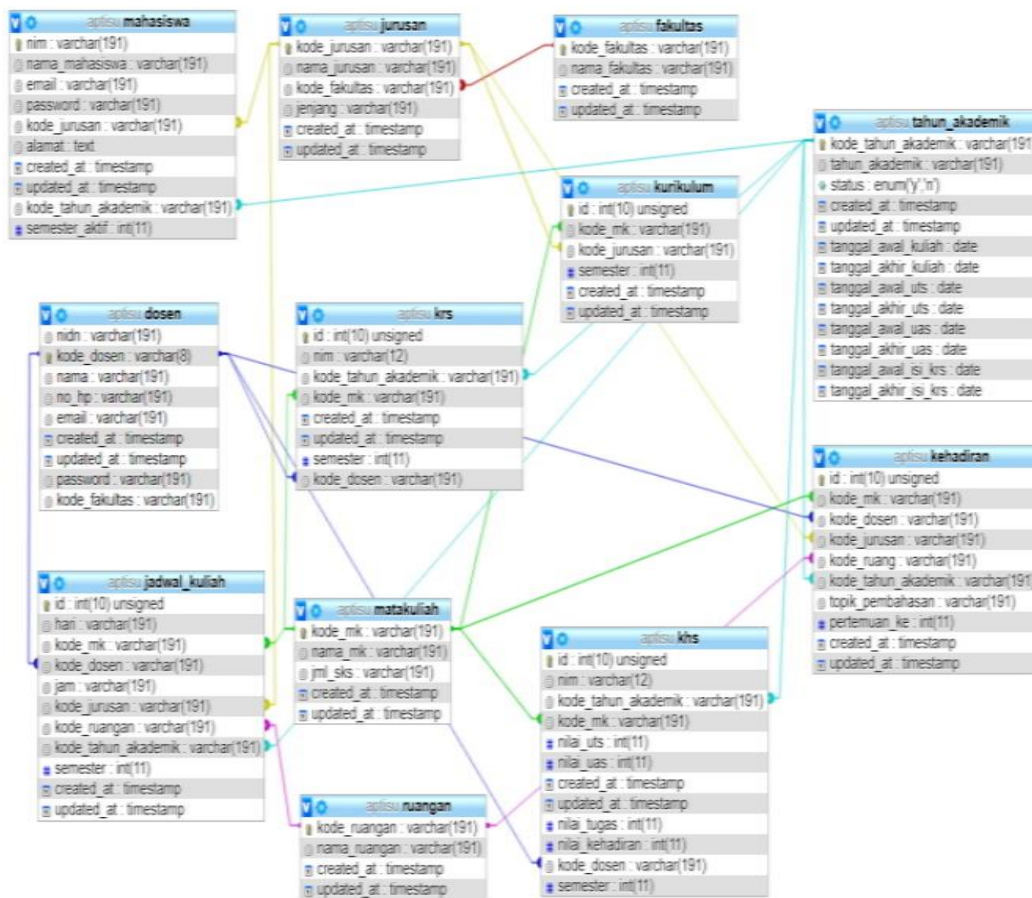 aptisu mahasiswa
nim : varchar(191)
nama_mahasiswa : varchar(191)
email : varchar(191)
password : varchar(191)
kode_jurusan : varchar(191)
alamat : text
created_at : timestamp
updated_at : timestamp
kode_tahun_akademik : varchar(191)
semester_aktif : int(11)
aptisu jurusan
kode_jurusan : varchar(191)
nama_jurusan : varchar(191)
kode_fakultas : varchar(191)
jenjang : varchar(191)
created_at : timestamp
updated_at : timestamp
aptisu fakultas
kode_fakultas : varchar(191)
nama_fakultas : varchar(191)
created_at : timestamp
updated_at : timestamp
aptisu tahun_akademik
kode_tahun_akademik : varchar(191
tahun_akademik : varchar(191)
status : enum('y','n')
created_at : timestamp
updated_at : timestamp
tanggal_awal_kuliah : date
tanggal_akhir_kuliah : date
tanggal_awal_uts : date
tanggal_akhir_uts : date
tanggal_awal_uas : date
tanggal_akhir_uas : date
tanggal_awal_isi_krs : date
tanggal_akhir_isi_krs : date
aptisu kurikulum
id : int(10) unsigned
kode_mk : varchar(191)
kode_jurusan : varchar(191)
semester : int(11)
created_at : timestamp
updated_at : timestamp
aptisu dosen
nidn : varchar(191)
kode_dosen : varchar(8)
nama : varchar(191)
no_hp : varchar(191)
email : varchar(191)
created_at : timestamp
updated_at : timestamp
password : varchar(191)
kode_fakultas : varchar(191)
aptisu krs
id : int(10) unsigned
nim : varchar(12)
kode_tahun_akademik : varchar(191)
kode_mk : varchar(191)
created_at : timestamp
updated_at : timestamp
semester : int(11)
kode_dosen : varchar(191)
aptisu kehadiran
id : int(10) unsigned
kode_mk : varchar(191)
kode_dosen : varchar(191)
kode_jurusan : varchar(191)
kode_ruang : varchar(191)
kode_tahun_akademik : varchar(191
topik_pembahasan : varchar(191)
pertemuan_ke : int(11)
created_at : timestamp
updated_at : timestamp
aptisu jadwal_kuliah
id : int(10) unsigned
hari : varchar(191)
kode_mk : varchar(191)
kode_dosen : varchar(191)
jam : varchar(191)
kode_jurusan : varchar(191)
kode_ruangan : varchar(191)
kode_tahun_akademik : varchar(191)
semester : int(11)
created_at : timestamp
updated_at : timestamp
aptisu matakuliah
kode_mk : varchar(191)
nama_mk : varchar(191)
jml_sks : varchar(191)
created_at : timestamp
updated_at : timestamp
aptisu khs
id : int(10) unsigned
nim : varchar(12)
kode_tahun_akademik : varchar(191)
kode_mk : varchar(191)
nilai_uts : int(11)
nilai_uas : int(11)
created_at : timestamp
updated_at : timestamp
nilai_tugas : int(11)
nilai_kehadiran : int(11)
kode_dosen : varchar(191)
semester : int(11)
aptisu ruangan
kode_ruangan : varchar(191)
nama_ruangan : varchar(191)
created_at : timestamp
updated_at : timestamp